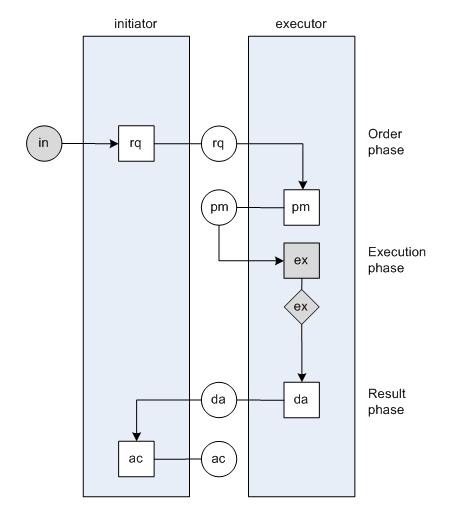 initiator
executor
in
rq
rq
Order
phase
pm
pm
ex
Execution
phase
ex
da
da
Result
phase
ac
ac